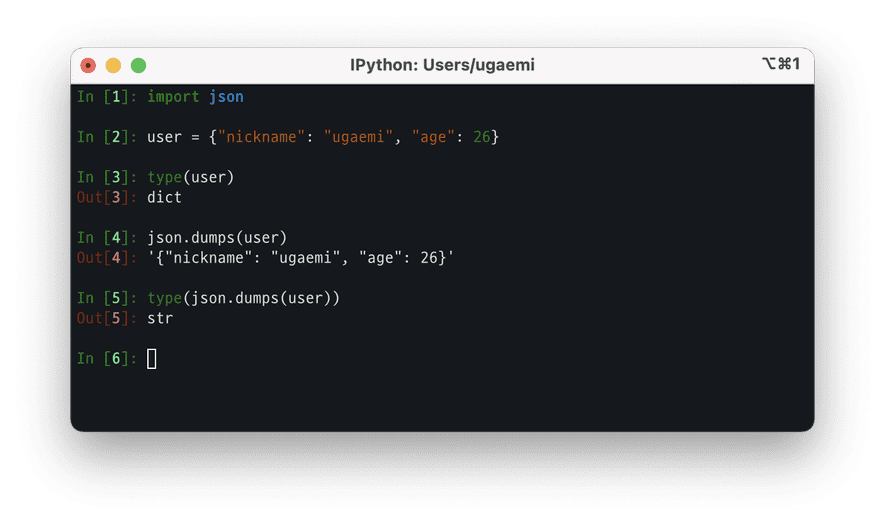 IPython: Users/ugaemi
⌥⌘1
In [1]: import json
In [2]: user = {"nickname": "ugaemi", "age": 26}
In [3]: type(user)
Out[3]: dict
In [4]: json.dumps(user)
Out[4]: '{"nickname": "ugaemi", "age": 26}'
In [5]: type(json.dumps(user))
Out[5]: str
In [6]: